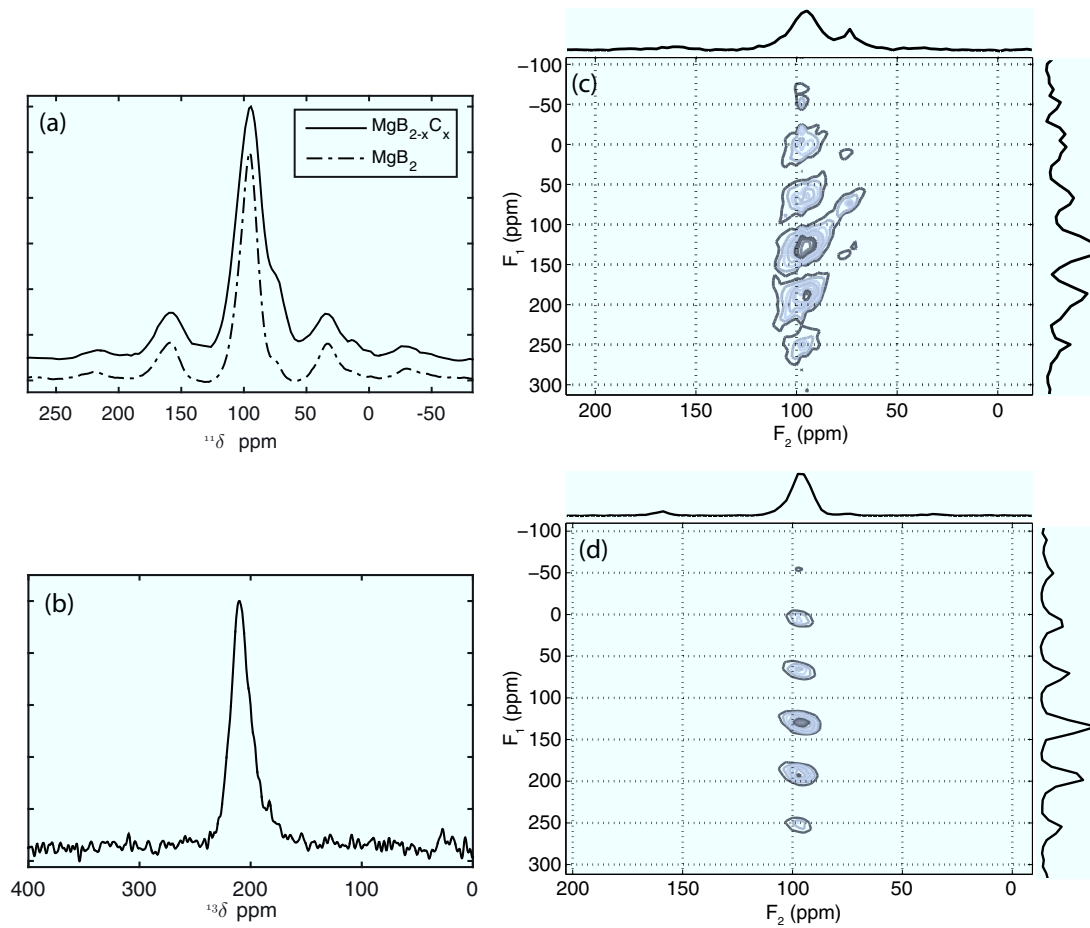 (a)
MgB2-xCx
MgB2
250 200 150 100 50 0 -50
¹¹δ ppm
(b)
400 300 200 100 0
¹³δ ppm
(c)
−100
−50
0
50
100
150
200
250
300
F1 (ppm)
200 150 100 50 0
F2 (ppm)
(d)
−100
−50
0
50
100
150
200
250
300
F1 (ppm)
200 150 100 50 0
F2 (ppm)